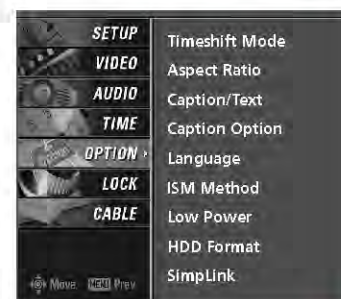 SETUP
VIDEO
AUDIO
TIME
OPTION
LOCK
CABLE
Move MENU Prev
Timeshift Mode
Aspect Ratio
Caption/Text
Caption Option
Language
ISM Method
Low Power
HDD Format
SimpLink